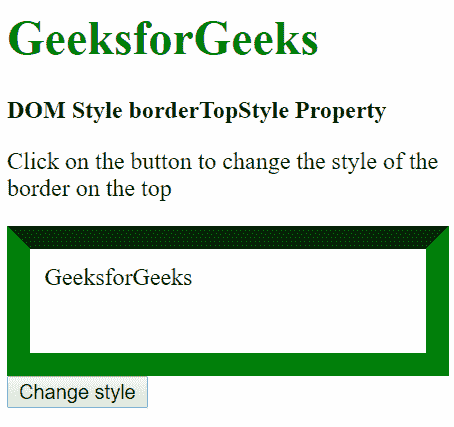 GeeksforGeeks
DOM Style borderTopStyle Property
Click on the button to change the style of the
border on the top
GeeksforGeeks
Change style